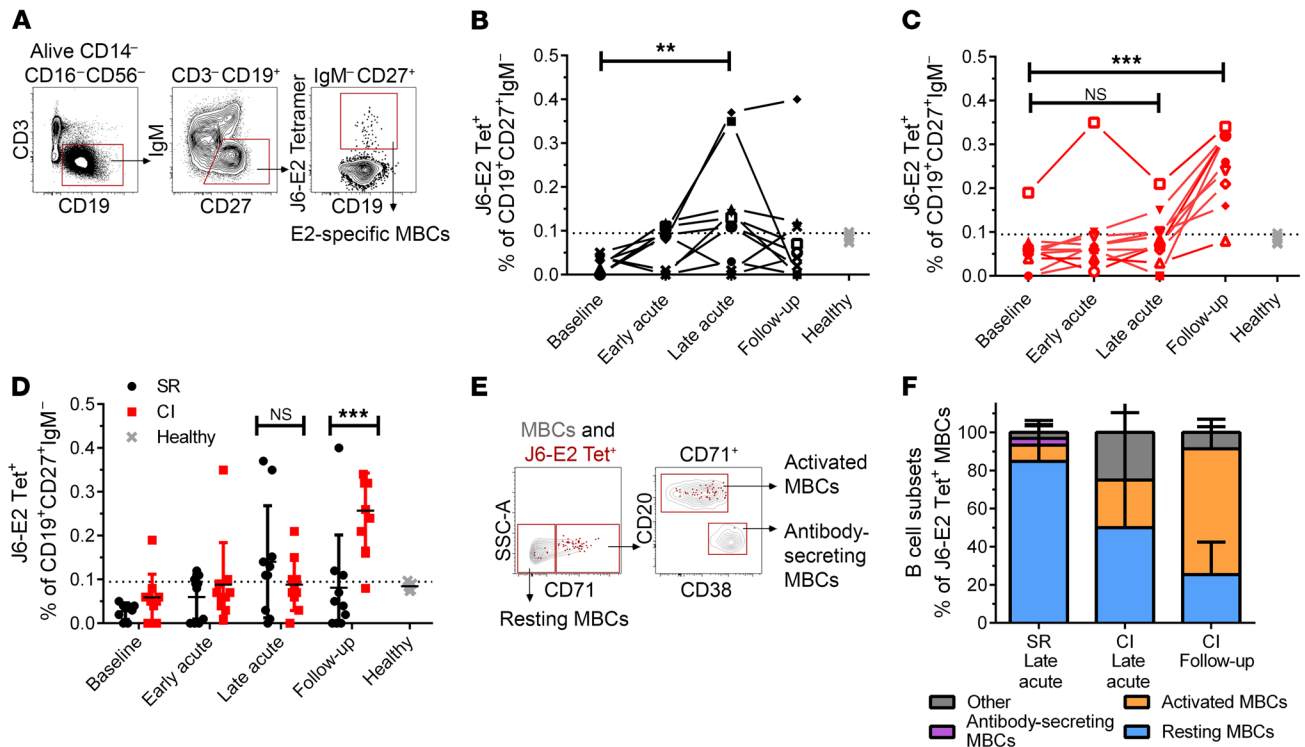 A
Alive CD14⁻
CD16⁻CD56⁻
CD3⁻CD19⁺
IgM⁻CD27⁺
CD3
CD19
IgM
CD27
J6-E2 Tetramer
CD19
E2-specific MBCs
B
J6-E2 Tet⁺
% of CD19⁺CD27⁺IgM⁻
0.5
0.4
0.3
0.2
0.1
0.0
**
Baseline
Early acute
Late acute
Follow-up
Healthy
C
J6-E2 Tet⁺
% of CD19⁺CD27⁺IgM⁻
0.5
0.4
0.3
0.2
0.1
0.0
***
NS
Baseline
Early acute
Late acute
Follow-up
Healthy
D
SR
CI
Healthy
J6-E2 Tet⁺
% of CD19⁺CD27⁺IgM⁻
0.5
0.4
0.3
0.2
0.1
0.0
NS
***
Baseline
Early acute
Late acute
Follow-up
Healthy
E
MBCs and
J6-E2 Tet⁺
CD71⁺
SSC-A
CD71
Resting MBCs
CD20
CD38
Activated
MBCs
Antibody-
secreting
MBCs
F
B cell subsets
% of J6-E2 Tet⁺ MBCs
100
80
60
40
20
0
SR
Late
acute
CI
Late
acute
CI
Follow-up
Other
Antibody-secreting
MBCs
Activated MBCs
Resting MBCs